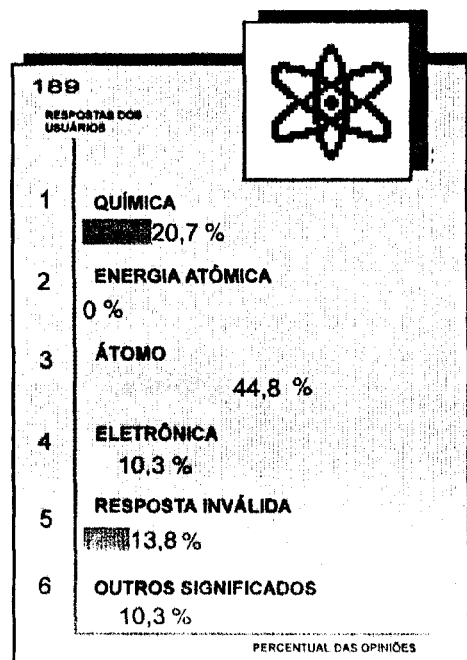 189
RESPOSTAS DOS
USUÁRIOS
1 QUÍMICA
20,7 %
2 ENERGIA ATÔMICA
0 %
3 ÁTOMO
44,8 %
4 ELETRÔNICA
10,3 %
5 RESPOSTA INVÁLIDA
13,8 %
6 OUTROS SIGNIFICADOS
10,3 %
PERCENTUAL DAS OPINIÕES